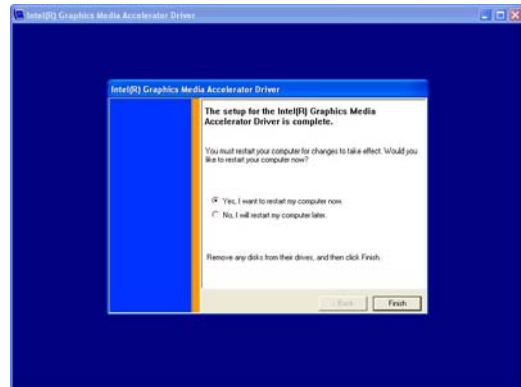 Intel(R) Graphics Media Accelerator Driver
Intel(R) Graphics Media Accelerator Driver
The setup for the Intel(R) Graphics Media
Accelerator Driver is complete.
You must restart your computer for changes to take effect. Would you
like to restart your computer now?
Yes, I want to restart my computer now.
No, I will restart my computer later.
Remove any disks from their drives, and then click Finish.
< Back
Finish